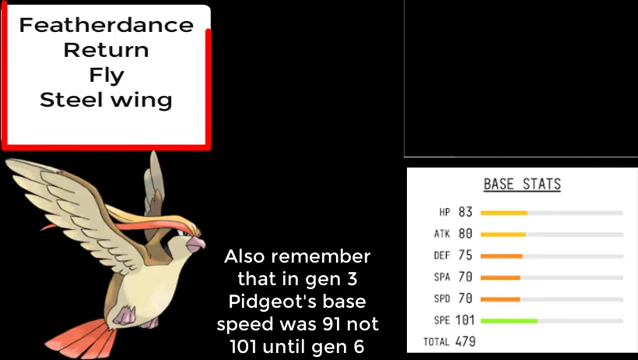 Featherdance
Return
Fly
Steel wing
Also remember
that in gen 3
Pidgeot's base
speed was 91 not
101 until gen 6
BASE STATS
HP 83
ATK 80
DEF 75
SPA 70
SPD 70
SPE 101
TOTAL 479